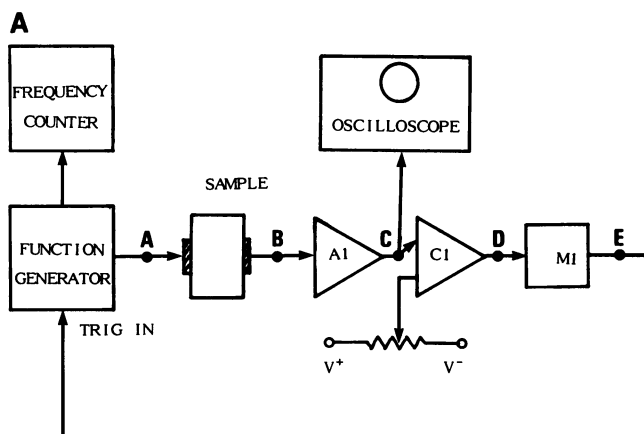 A
FREQUENCY
COUNTER
OSCILLOSCOPE
SAMPLE
FUNCTION
GENERATOR
A
B
A1
C
C1
D
M1
E
TRIG IN
V+
V-